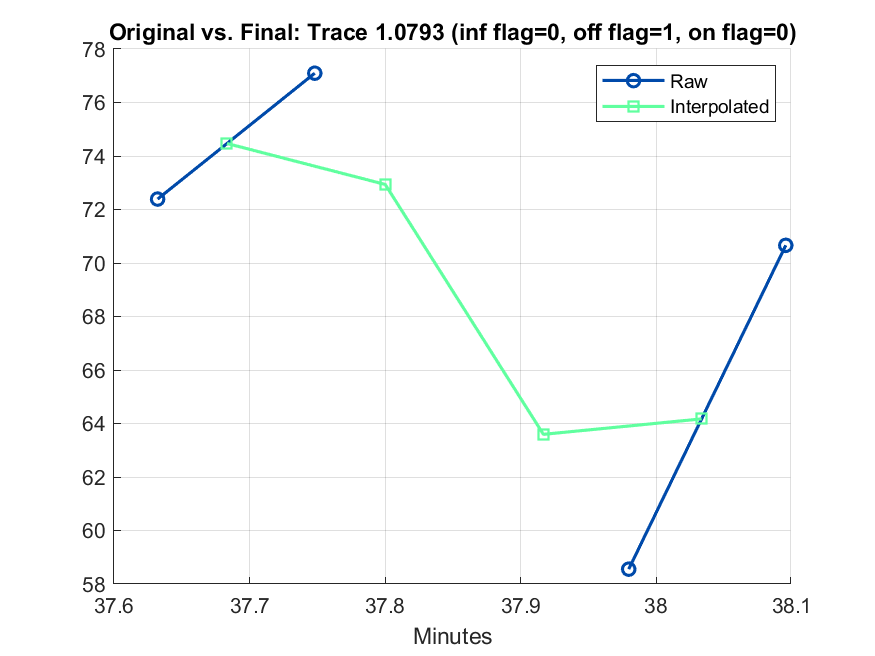 Original vs. Final: Trace 1.0793 (inf flag=0, off flag=1, on flag=0)
Raw
Interpolated
78
76
74
72
70
68
66
64
62
60
58
37.6 37.7 37.8 37.9 38 38.1
Minutes